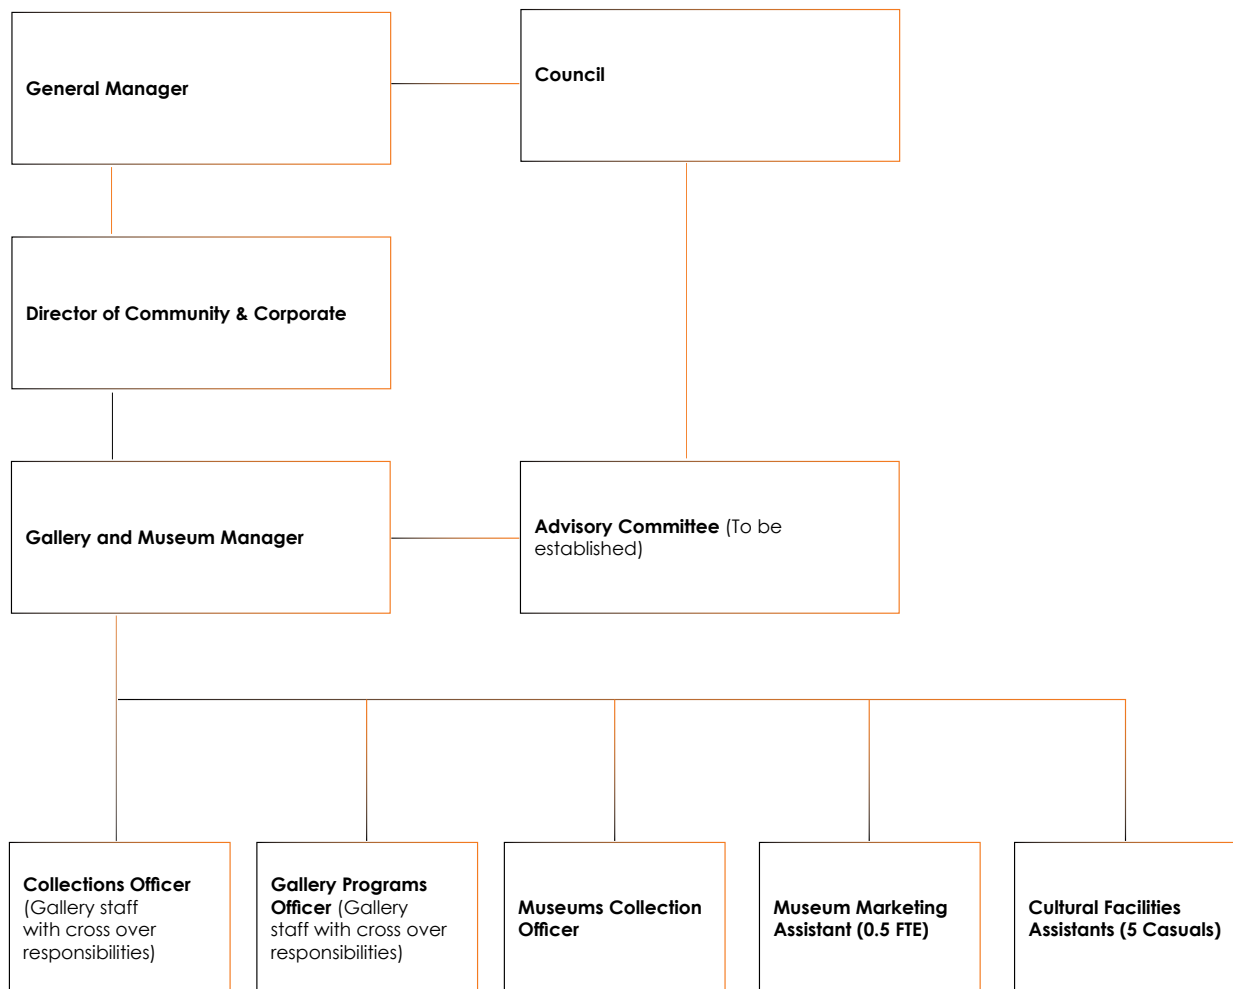 General Manager
Council
Director of Community & Corporate
Gallery and Museum Manager
Advisory Committee (To be
established)
Collections Officer
(Gallery staff
with cross over
responsibilities)
Gallery Programs
Officer (Gallery
staff with cross over
responsibilities)
Museums Collection
Officer
Museum Marketing
Assistant (0.5 FTE)
Cultural Facilities
Assistants (5 Casuals)